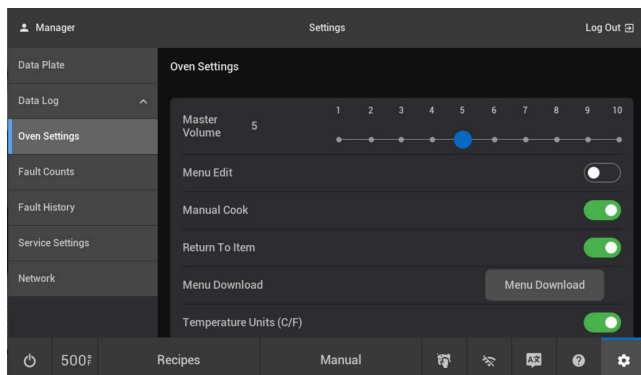 Manager
Settings
Log Out
Data Plate
Oven Settings
Data Log
Oven Settings
Fault Counts
Fault History
Service Settings
Network
1 2 3 4 5 6 7 8 9 10
Master
Volume
5
Menu Edit
Manual Cook
Return To Item
Menu Download
Menu Download
Temperature Units (C/F)
500°F
Recipes
Manual